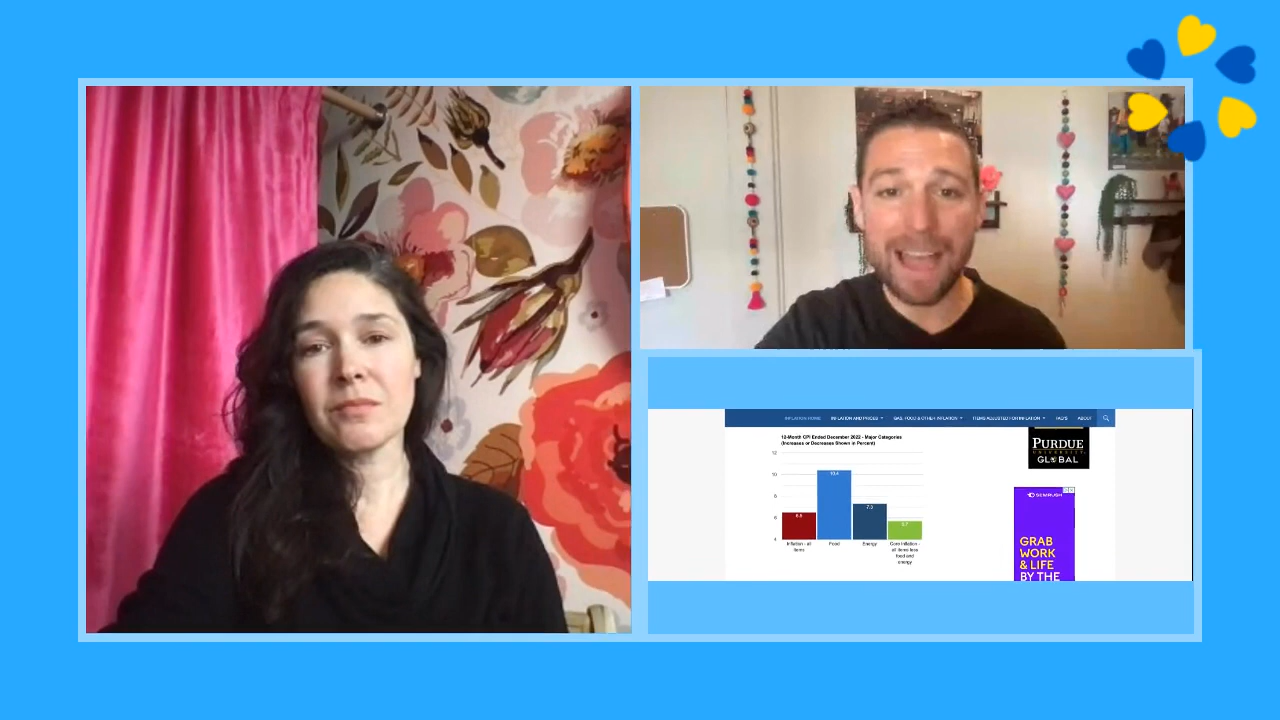 INFLATION HOME INFLATION AND PRICES GAS, FOOD & OTHER INFLATION ITEMS ADJUSTED FOR INFLATION FAQ'S ABOUT
12-Month CPI Ended December 2022 - Major Categories
(Increases or Decrease Shown in Percent)
12
10
8
6
4
6.5
10.4
7.3
5.7
Inflation - all
items
Food
Energy
Core Inflation -
all items less
food and
energy
PURDUE
UNIVERSITY
GLOBAL
SEMRUSH
GRAB
WORK
& LIFE
BY THE